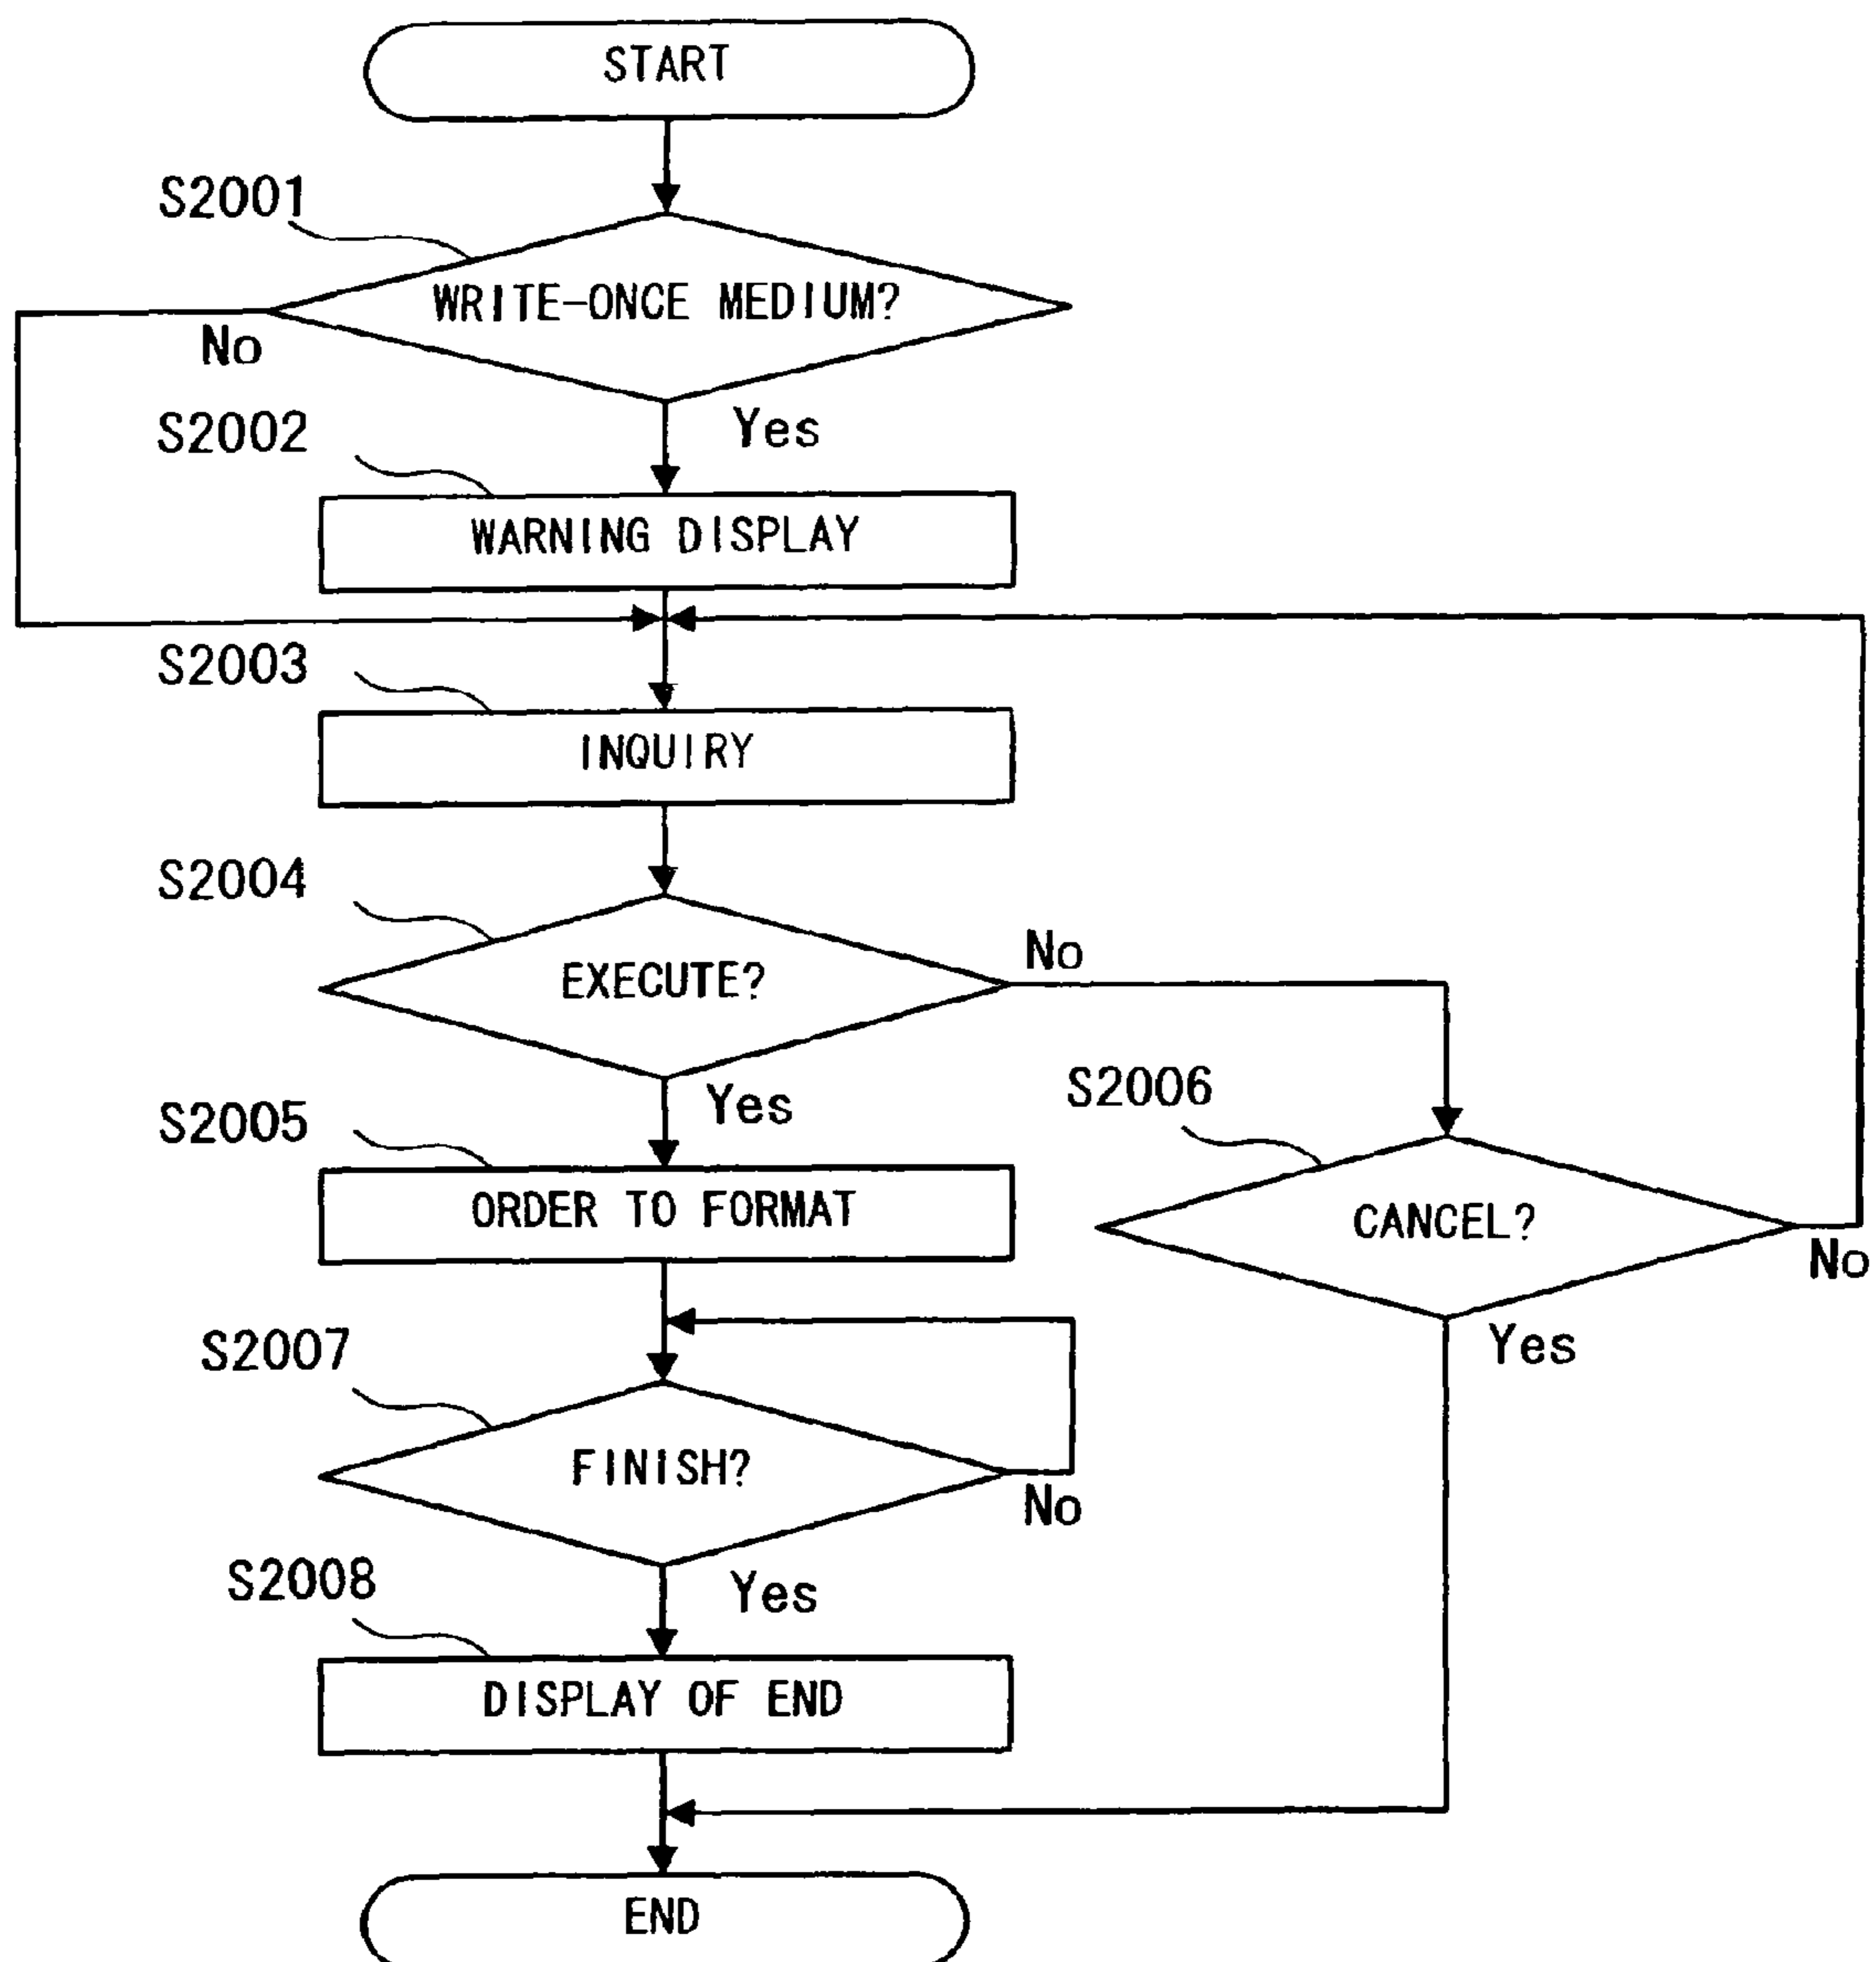 START
S2001
WRITE-ONCE MEDIUM?
No
Yes
S2002
WARNING DISPLAY
S2003
INQUIRY
S2004
EXECUTE?
No
Yes
S2005
ORDER TO FORMAT
S2006
CANCEL?
No
Yes
S2007
FINISH?
No
Yes
S2008
DISPLAY OF END
END